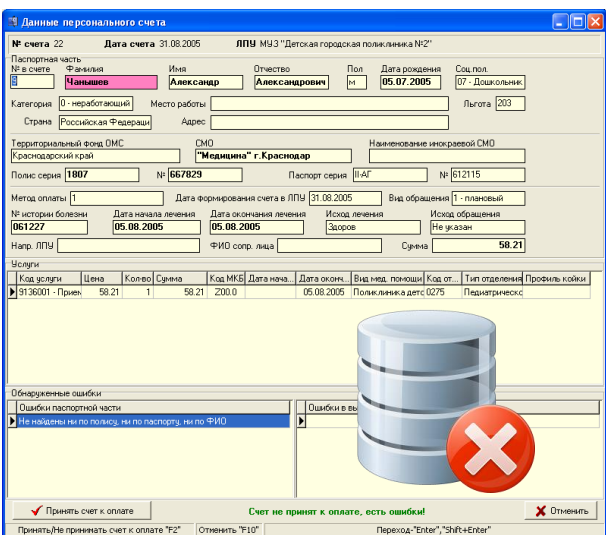 Данные персонального счета
№ счета 22 Дата счета 31.08.2005 ЛПУ МУЗ "Детская городская поликлиника №2"
Паспортная часть
№ в счете Фамилия Имя Отчество Пол Дата рождения Соц.пол.
Чанышев Александр Александрович м 05.07.2005 07 - Дошкольник
Категория 0 - неработающий Место работы Льгота 203
Страна Российская Федераци Адрес
Территориальный фонд ОМС СМО Наименование инокраевой СМО
Краснодарский край "Медицина" г.Краснодар
Полис серия 1807 № 667829 Паспорт серия II-АГ № 612115
Метод оплаты 1 Дата формирования счета в ЛПУ 31.08.2005 Вид обращения 1 - плановый
№ истории болезни Дата начала лечения Дата окончания лечения Исход лечения Исход обращения
061227 05.08.2005 05.08.2005 Здоров Не указан
Напр. ЛПУ ФИО сопр. лица Сумма 58.21
Услуги
Код услуги Цена Кол-во Сумма Код МКБ Дата нача... Дата оконч... Вид мед. помощи Код от... Тип отделения Профиль койки
9136001 - Прием 58.21 1 58.21 Z00.0 05.08.2005 Поликлиника детс 0275 Педиатрическо
Обнаруженные ошибки
Ошибки паспортной части Ошибки в вы
Не найдены ни по полису, ни по паспорту, ни по ФИО
Принять счет к оплате Счет не принят к оплате, есть ошибки! Отменить
Принять/Не принимать счет к оплате "F2" Отменить "F10" Переход-"Enter","Shift+Enter"